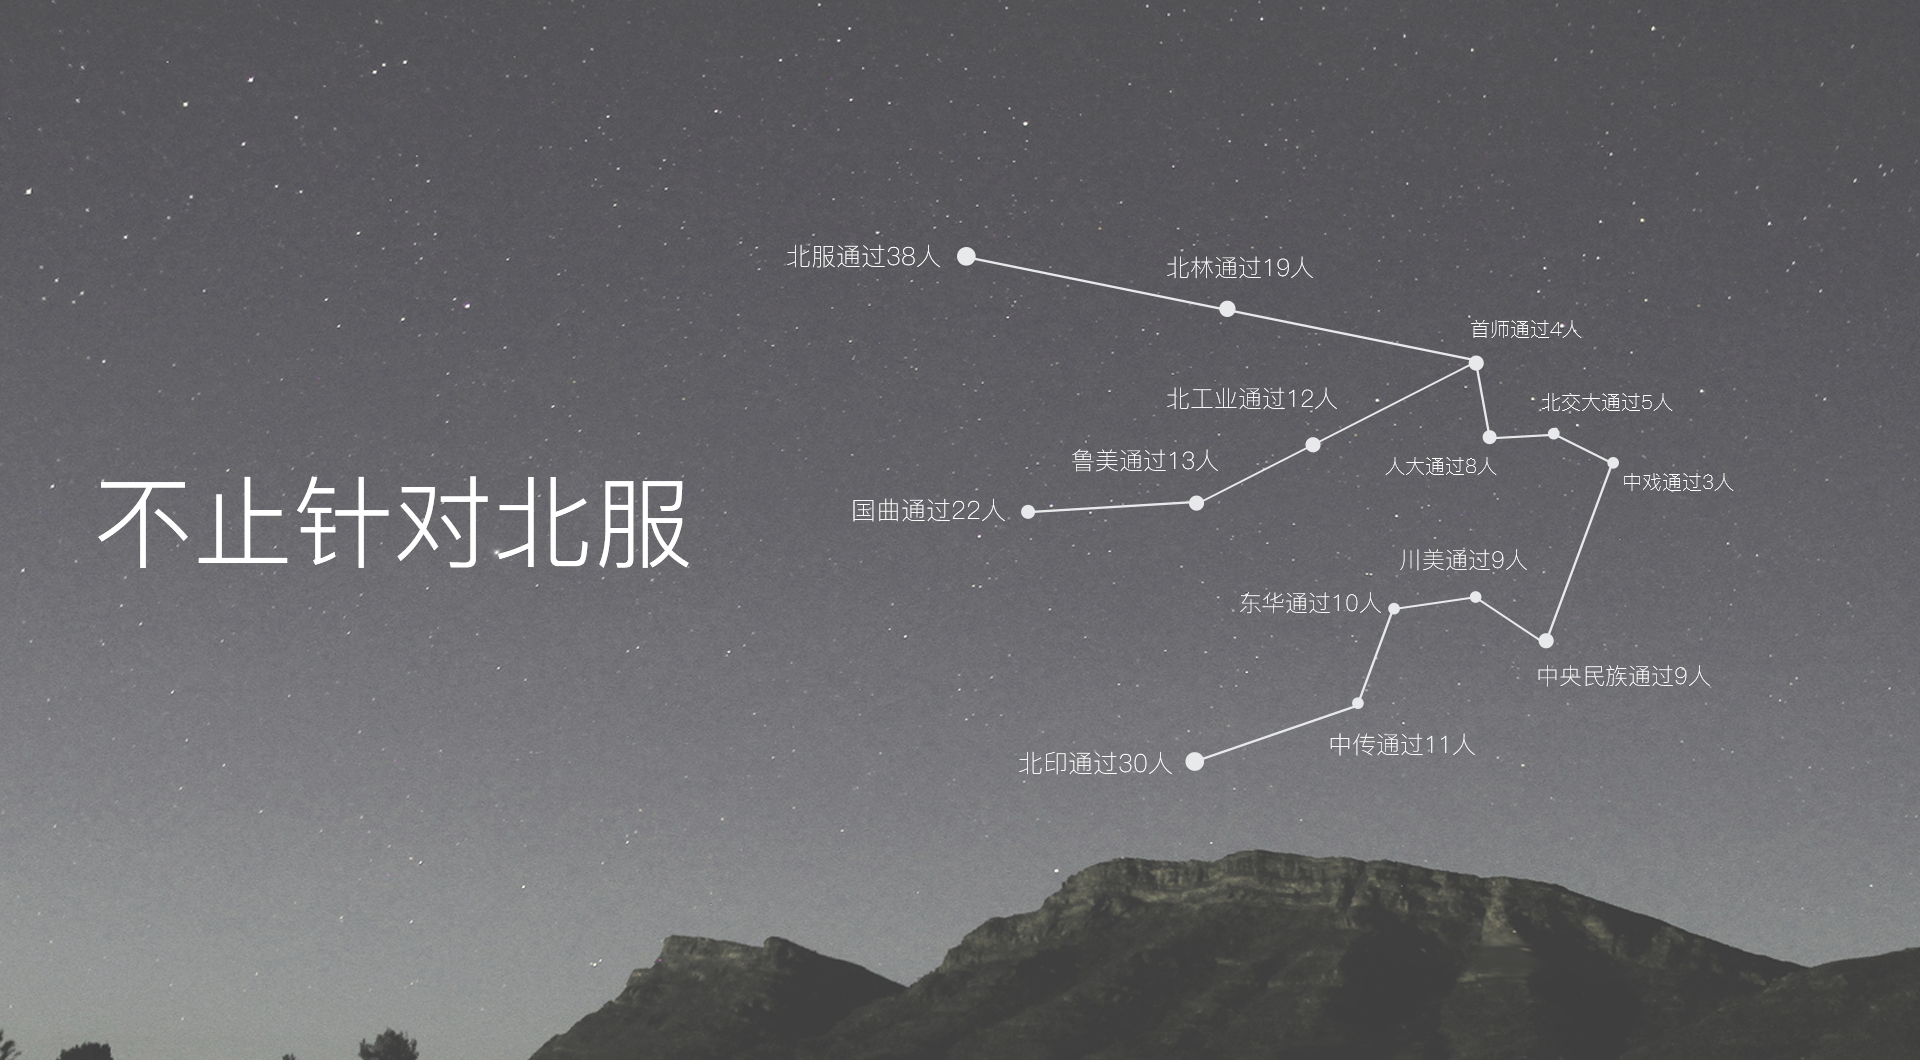 北服通过38人
北林通过19人
首师通过4人
北工业通过12人
北交大通过5人
鲁美通过13人
人大通过8人
中戏通过3人
国曲通过22人
不止针对北服
川美通过9人
东华通过10人
中央民族通过9人
中传通过11人
北印通过30人